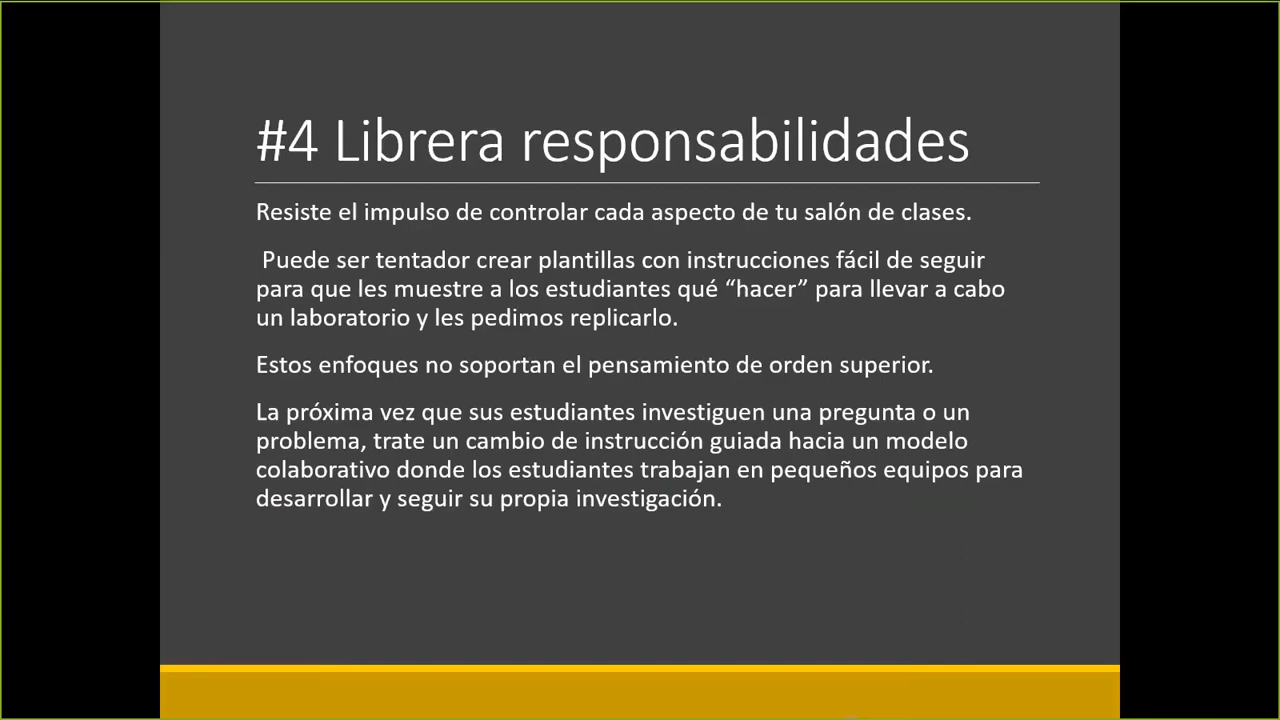 #4 Librera responsabilidades
Resiste el impulso de controlar cada aspecto de tu salón de clases.
Puede ser tentador crear plantillas con instrucciones fácil de seguir
para que les muestre a los estudiantes qué “hacer” para llevar a cabo
un laboratorio y les pedimos replicarlo.
Estos enfoques no soportan el pensamiento de orden superior.
La próxima vez que sus estudiantes investiguen una pregunta o un
problema, trate un cambio de instrucción guiada hacia un modelo
colaborativo donde los estudiantes trabajan en pequeños equipos para
desarrollar y seguir su propia investigación.